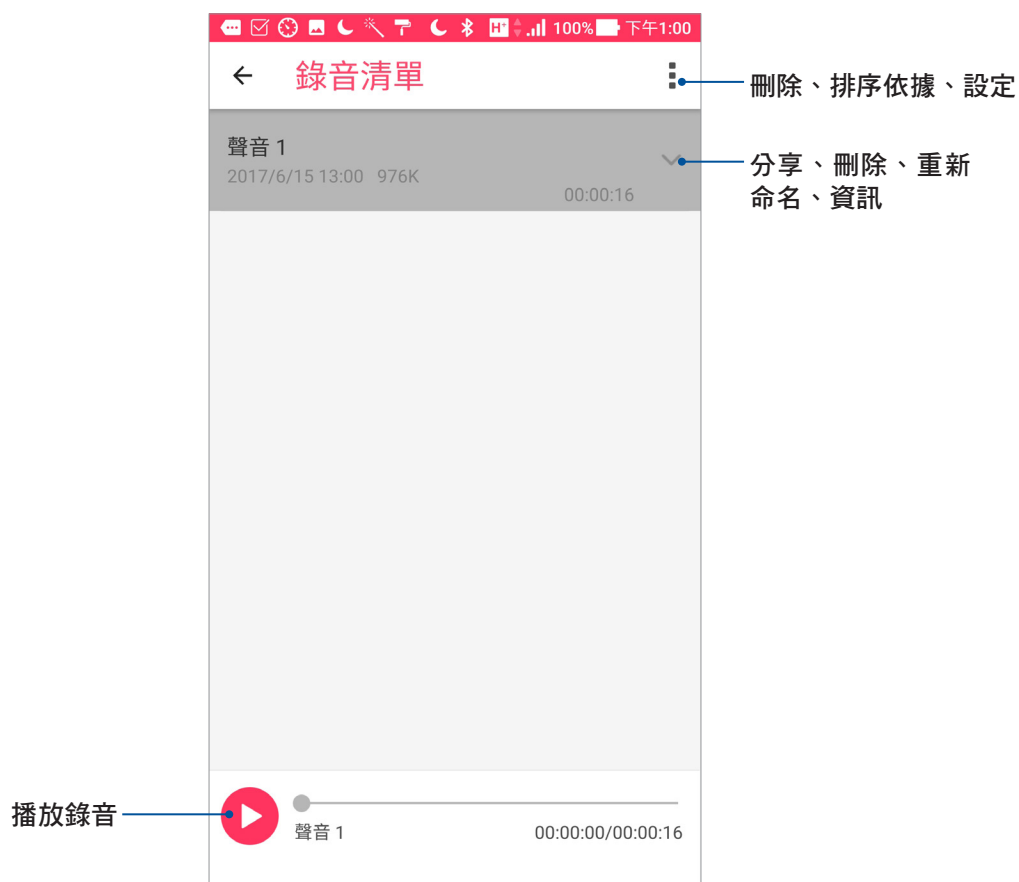 100% 下午1:00
錄音清單
刪除、排序依據、設定
聲音 1
2017/6/15 13:00 976K
00:00:16
分享、刪除、重新
命名、資訊
播放錄音
聲音 1
00:00:00/00:00:16